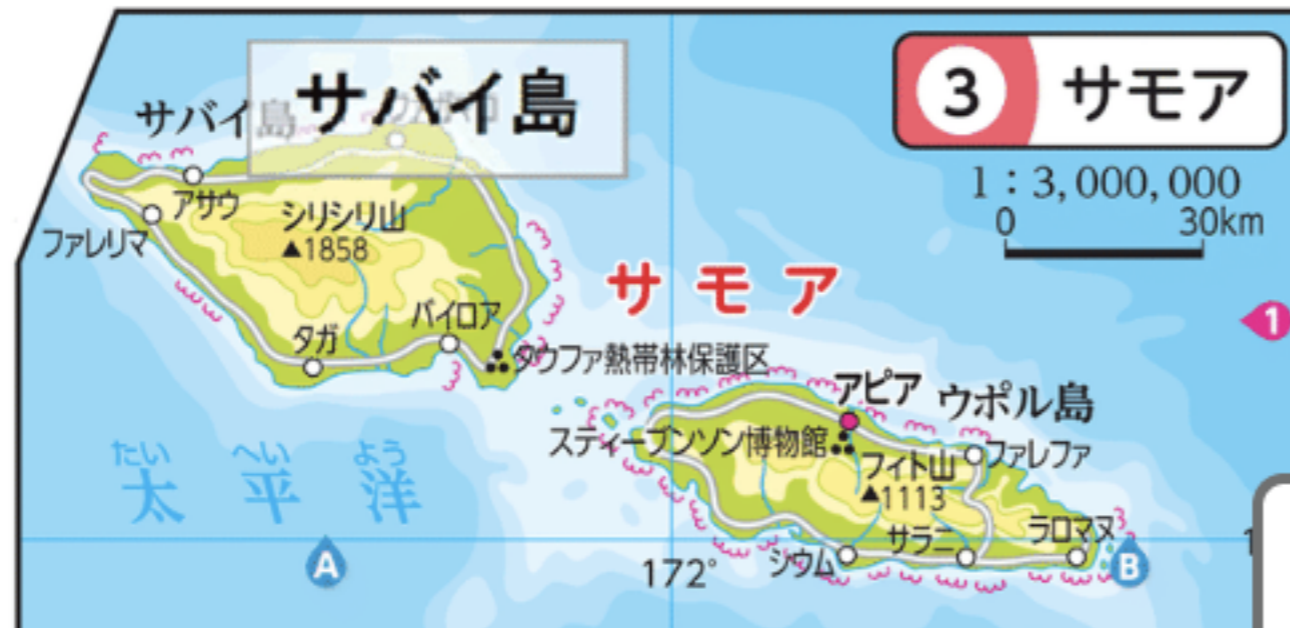 サバイ島
サバイ島
3 サモア
1：3,000,000
0 30km
アサウ
ファレリマ
シリシリ山
▲1858
サモア
1
タガ
バイロア
タウファ熱帯林保護区
アピア
ウポル島
スティーブンソン博物館
ファレファ
フィト山
▲1113
たい へい よう
太平洋
サラニ
ラロマヌ
シウム
172°
A
B